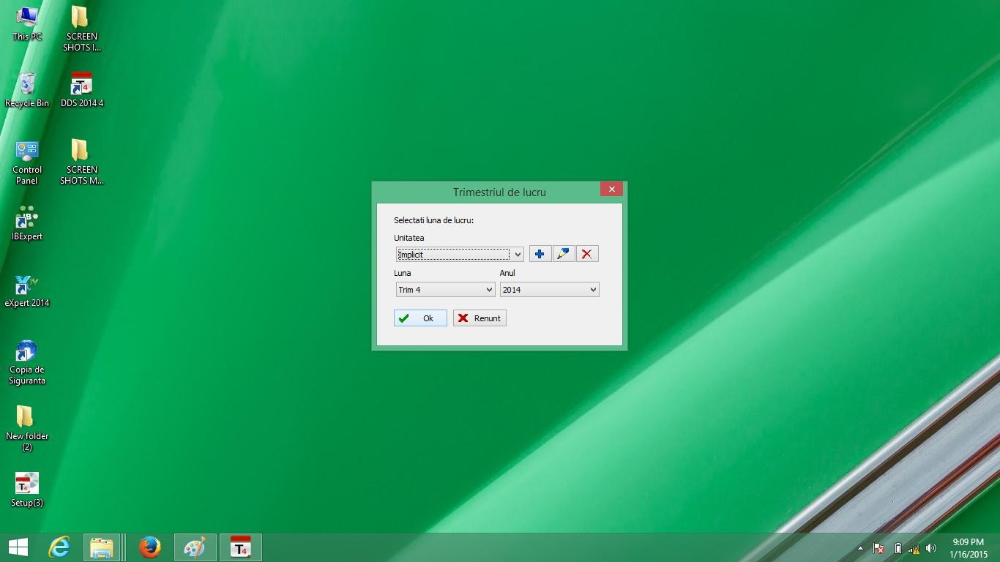 This PC
SCREEN
SHOTS I...
Recycle Bin
DDS 2014 4
Control
Panel
SCREEN
SHOTS M...
IBExpert
eXpert 2014
Copia de
Siguranta
New folder
(2)
Setup(3)
Trimestriul de lucru
Selectati luna de lucru:
Unitatea
Implicit
Luna
Anul
Trim 4
2014
Ok
Renunt
9:09 PM
1/16/2015